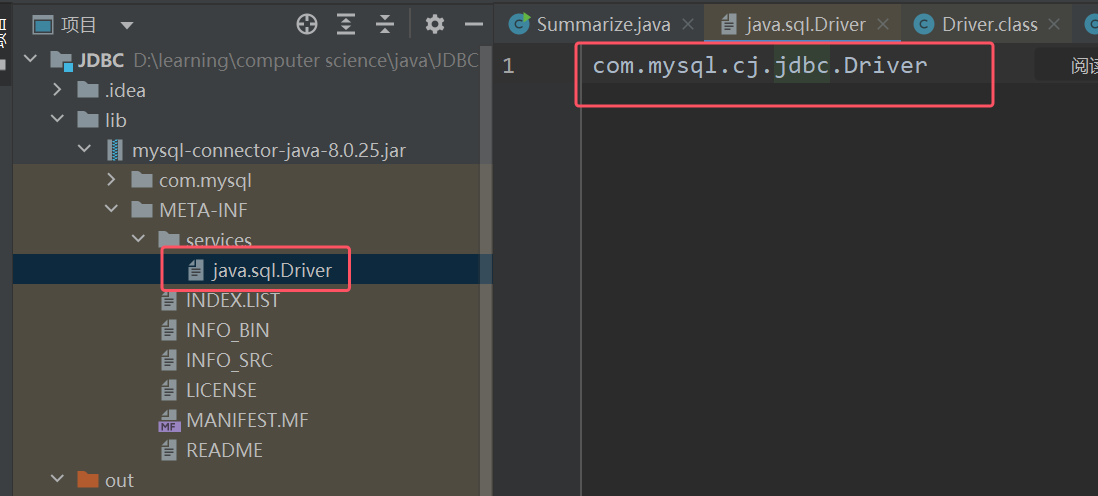 项目
JDBC D:\learning\computer science\java\JDBC
.idea
lib
mysql-connector-java-8.0.25.jar
com.mysql
META-INF
services
java.sql.Driver
INDEX.LIST
INFO_BIN
INFO_SRC
LICENSE
MANIFEST.MF
README
out
Summarize.java java.sql.Driver Driver.class
1 com.mysql.cj.jdbc.Driver